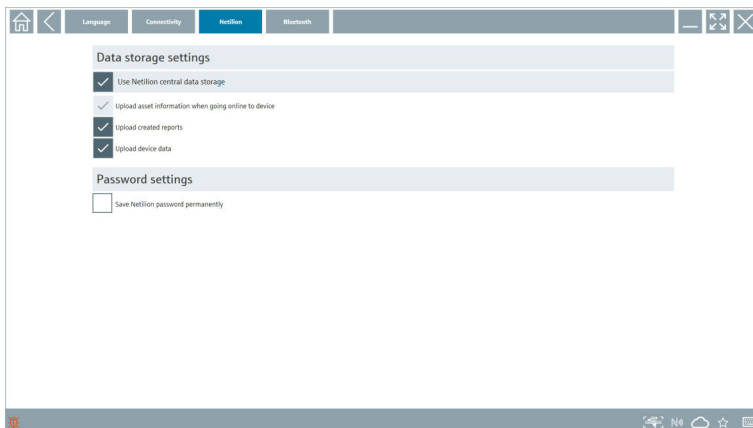 Language Connectivity Netilion Bluetooth
Data storage settings
Use Netilion central data storage
Upload asset information when going online to device
Upload created reports
Upload device data
Password settings
Save Netilion password permanently